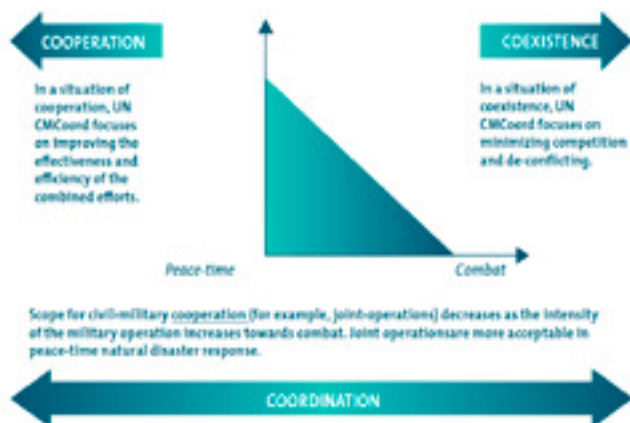 COOPERATION
In a situation of
cooperation, UN
CMCoord focuses
on improving the
effectiveness and
efficiency of the
combined efforts.
COEXISTENCE
In a situation of
coexistence, UN
CMCoord focuses on
minimizing competition
and de-conflicting.
Peace-time
Combat
Scope for civil-military cooperation (for example, joint-operations) decreases as the intensity
of the military operation increases towards combat. Joint operationsare more acceptable in
peace-time natural disaster response.
COORDINATION